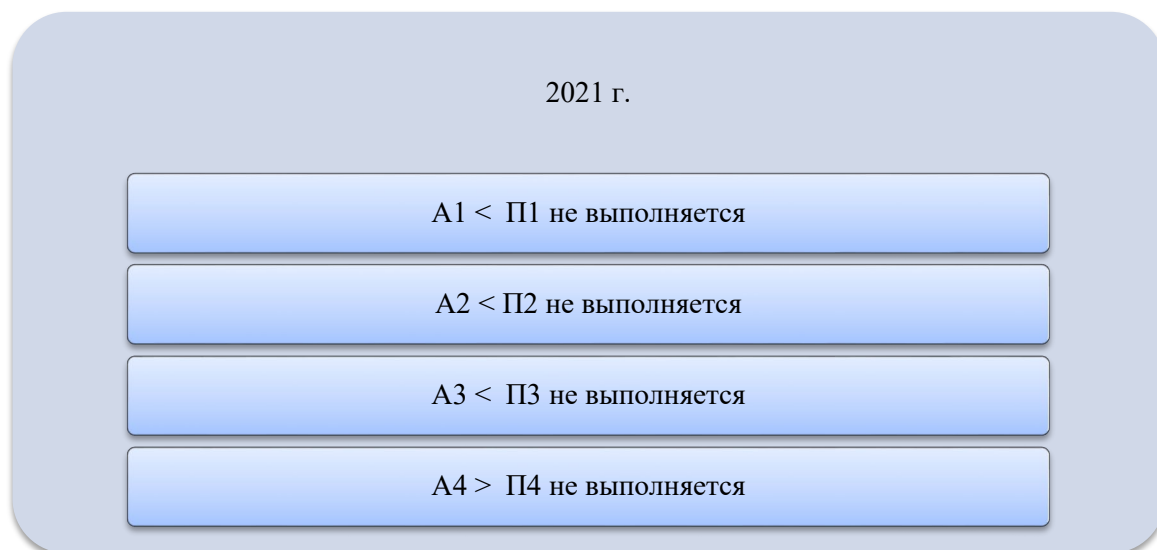 2021 г.
А1 < П1 не выполняется
А2 < П2 не выполняется
А3 < П3 не выполняется
А4 > П4 не выполняется